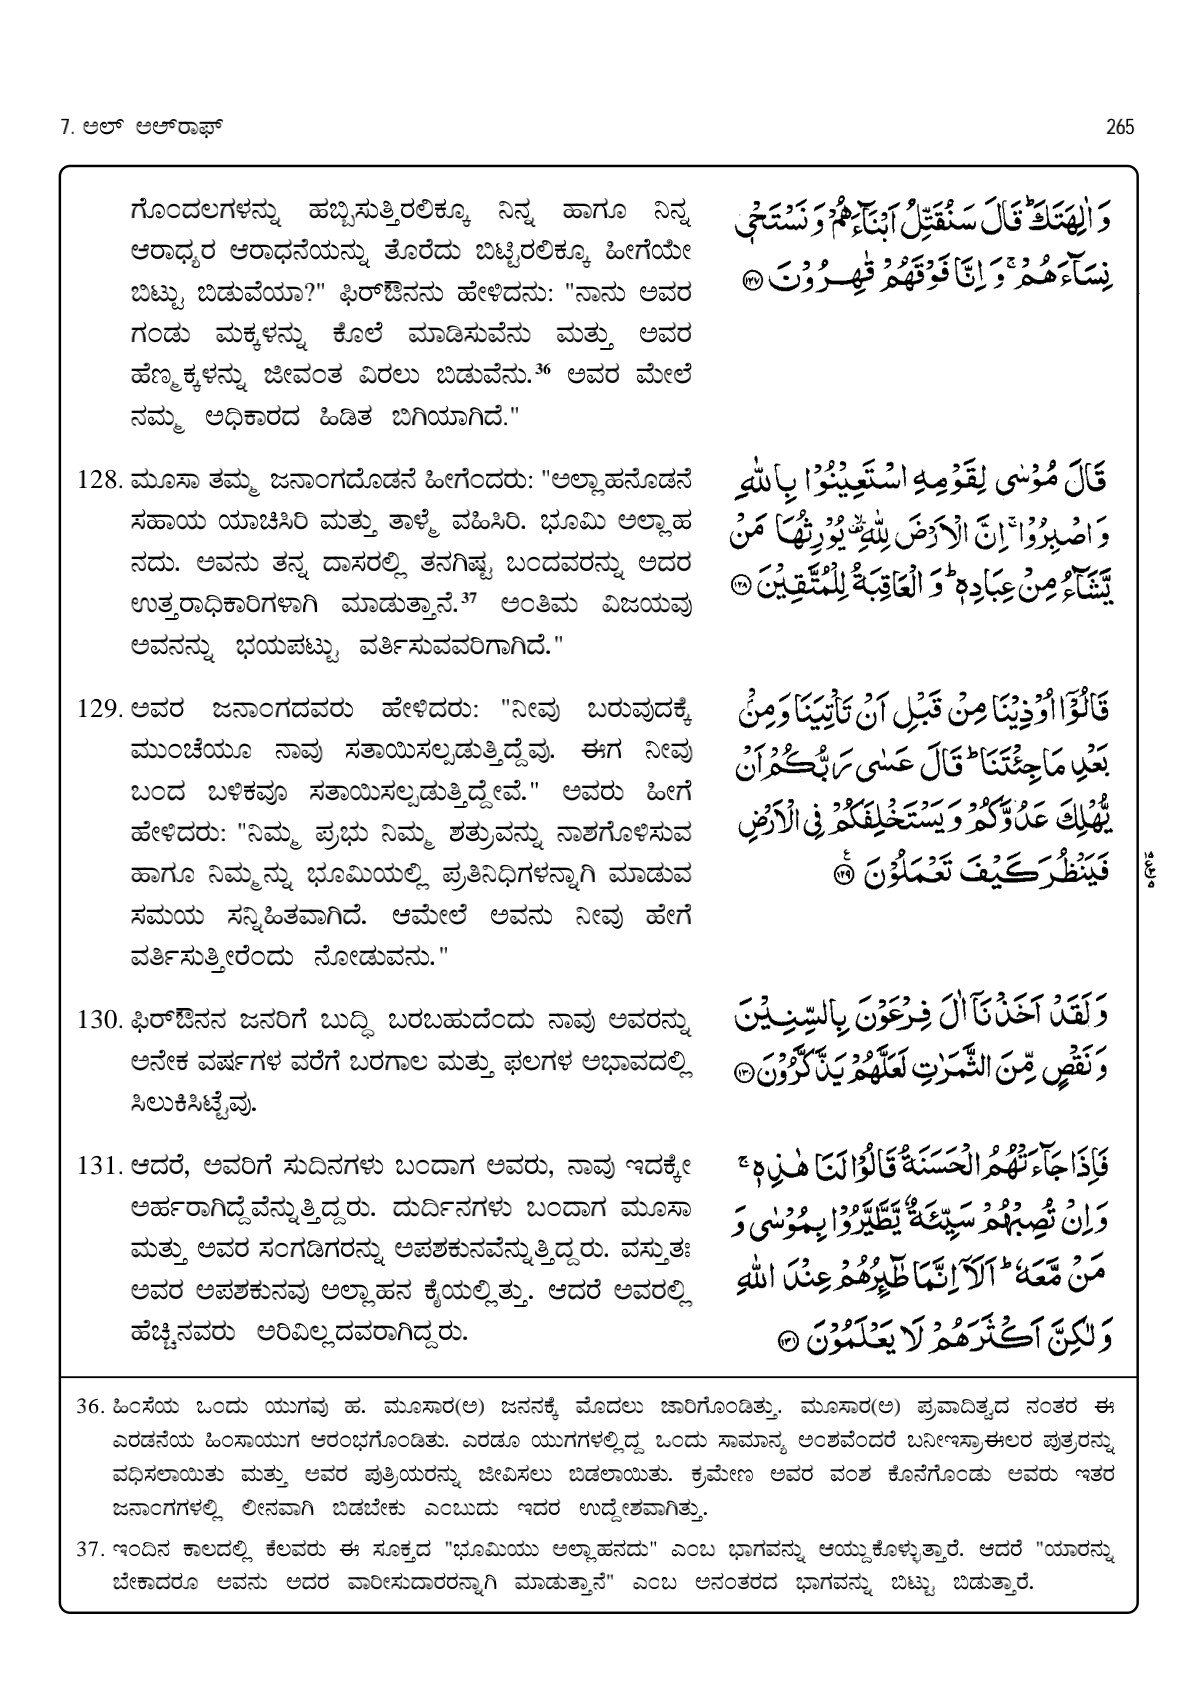 7. ಅಲ್ ಆಅ್‌ರಾಫ್
265
ಗೊಂದಲಗಳನ್ನು ಹಬ್ಬಿಸುತ್ತಿರಲಿಕ್ಕೂ ನಿನ್ನ ಹಾಗೂ ನಿನ್ನ
ಆರಾಧ್ಯರ ಆರಾಧನೆಯನ್ನು ತೊರೆದು ಬಿಟ್ಟಿರಲಿಕ್ಕೂ ಹೀಗೆಯೇ
ಬಿಟ್ಟು ಬಿಡುವೆಯಾ?" ಫಿರ್‌ಔನನು ಹೇಳಿದನು: "ನಾನು ಅವರ
ಗಂಡು ಮಕ್ಕಳನ್ನು ಕೊಲೆ ಮಾಡಿಸುವೆನು ಮತ್ತು ಅವರ
ಹೆಣ್ಮಕ್ಕಳನ್ನು ಜೀವಂತ ವಿರಲು ಬಿಡುವೆನು.36 ಅವರ ಮೇಲೆ
ನಮ್ಮ ಅಧಿಕಾರದ ಹಿಡಿತ ಬಿಗಿಯಾಗಿದೆ."
وَاٰلِهَتَكَ ؕ قَالَ سَنُقَتِّلُ اَبْنَآءَهُمْ وَ نَسْتَحْیٖ
نِسَآءَهُمْ ۚ وَ اِنَّا فَوْقَهُمْ قٰهِرُوْنَ ۝۱۲۷
128. ಮೂಸಾ ತಮ್ಮ ಜನಾಂಗದೊಡನೆ ಹೀಗೆಂದರು: "ಅಲ್ಲಾಹನೊಡನೆ
ಸಹಾಯ ಯಾಚಿಸಿರಿ ಮತ್ತು ತಾಳ್ಮೆ ವಹಿಸಿರಿ. ಭೂಮಿ ಅಲ್ಲಾಹ
ನದು. ಅವನು ತನ್ನ ದಾಸರಲ್ಲಿ ತನಗಿಷ್ಟ ಬಂದವರನ್ನು ಅದರ
ಉತ್ತರಾಧಿಕಾರಿಗಳಾಗಿ ಮಾಡುತ್ತಾನೆ.37 ಅಂತಿಮ ವಿಜಯವು
ಅವನನ್ನು ಭಯಪಟ್ಟು ವರ್ತಿಸುವವರಿಗಾಗಿದೆ."
قَالَ مُوْسٰی لِقَوْمِهِ اسْتَعِیْنُوْا بِاللّٰهِ
وَ اصْبِرُوْا ۚ اِنَّ الْاَرْضَ لِلّٰهِ ۙ۫ یُوْرِثُهَا مَنْ
یَّشَآءُ مِنْ عِبَادِهٖ ؕ وَ الْعَاقِبَةُ لِلْمُتَّقِیْنَ ۝۱۲۸
129. ಅವರ ಜನಾಂಗದವರು ಹೇಳಿದರು: "ನೀವು ಬರುವುದಕ್ಕೆ
ಮುಂಚೆಯೂ ನಾವು ಸತಾಯಿಸಲ್ಪಡುತ್ತಿದ್ದೆವು. ಈಗ ನೀವು
ಬಂದ ಬಳಿಕವೂ ಸತಾಯಿಸಲ್ಪಡುತ್ತಿದ್ದೇವೆ." ಅವರು ಹೀಗೆ
ಹೇಳಿದರು: "ನಿಮ್ಮ ಪ್ರಭು ನಿಮ್ಮ ಶತ್ರುವನ್ನು ನಾಶಗೊಳಿಸುವ
ಹಾಗೂ ನಿಮ್ಮನ್ನು ಭೂಮಿಯಲ್ಲಿ ಪ್ರತಿನಿಧಿಗಳನ್ನಾಗಿ ಮಾಡುವ
ಸಮಯ ಸನ್ನಿಹಿತವಾಗಿದೆ. ಆಮೇಲೆ ಅವನು ನೀವು ಹೇಗೆ
ವರ್ತಿಸುತ್ತೀರೆಂದು ನೋಡುವನು."
قَالُوْۤا اُوْذِیْنَا مِنْ قَبْلِ اَنْ تَاْتِیَنَا وَ مِنْۢ
بَعْدِ مَا جِئْتَنَا ؕ قَالَ عَسٰی رَبُّكُمْ اَنْ
یُّهْلِكَ عَدُوَّكُمْ وَ یَسْتَخْلِفَكُمْ فِی الْاَرْضِ
فَیَنْظُرَ كَیْفَ تَعْمَلُوْنَ ۝۱۲۹
130. ಫಿರ್‌ಔನನ ಜನರಿಗೆ ಬುದ್ಧಿ ಬರಬಹುದೆಂದು ನಾವು ಅವರನ್ನು
ಅನೇಕ ವರ್ಷಗಳ ವರೆಗೆ ಬರಗಾಲ ಮತ್ತು ಫಲಗಳ ಅಭಾವದಲ್ಲಿ
ಸಿಲುಕಿಸಿಟ್ಟೆವು.
وَ لَقَدْ اَخَذْنَاۤ اٰلَ فِرْعَوْنَ بِالسِّنِیْنَ
وَ نَقْصٍ مِّنَ الثَّمَرٰتِ لَعَلَّهُمْ یَذَّكَّرُوْنَ ۝۱۳۰
131. ಆದರೆ, ಅವರಿಗೆ ಸುದಿನಗಳು ಬಂದಾಗ ಅವರು, ನಾವು ಇದಕ್ಕೇ
ಅರ್ಹರಾಗಿದ್ದೆವೆನ್ನುತ್ತಿದ್ದರು. ದುರ್ದಿನಗಳು ಬಂದಾಗ ಮೂಸಾ
ಮತ್ತು ಅವರ ಸಂಗಡಿಗರನ್ನು ಅಪಶಕುನವೆನ್ನುತ್ತಿದ್ದರು. ವಸ್ತುತಃ
ಅವರ ಅಪಶಕುನವು ಅಲ್ಲಾಹನ ಕೈಯಲ್ಲಿತ್ತು. ಆದರೆ ಅವರಲ್ಲಿ
ಹೆಚ್ಚಿನವರು ಅರಿವಿಲ್ಲದವರಾಗಿದ್ದರು.
فَاِذَا جَآءَتْهُمُ الْحَسَنَةُ قَالُوْا لَنَا هٰذِهٖ ۚ
وَ اِنْ تُصِبْهُمْ سَیِّئَةٌ یَّطَّیَّرُوْا بِمُوْسٰی وَ
مَنْ مَّعَهٗ ؕ اَلَاۤ اِنَّمَا طٰٓىِٕرُهُمْ عِنْدَ اللّٰهِ
وَ لٰكِنَّ اَكْثَرَهُمْ لَا یَعْلَمُوْنَ ۝۱۳۱
36. ಹಿಂಸೆಯ ಒಂದು ಯುಗವು ಹ. ಮೂಸಾರ(ಅ) ಜನನಕ್ಕೆ ಮೊದಲು ಜಾರಿಗೊಂಡಿತ್ತು. ಮೂಸಾರ(ಅ) ಪ್ರವಾದಿತ್ವದ ನಂತರ ಈ
ಎರಡನೆಯ ಹಿಂಸಾಯುಗ ಆರಂಭಗೊಂಡಿತು. ಎರಡೂ ಯುಗಗಳಲ್ಲಿದ್ದ ಒಂದು ಸಾಮಾನ್ಯ ಅಂಶವೆಂದರೆ ಬನೀಇಸ್ರಾಈಲರ ಪುತ್ರರನ್ನು
ವಧಿಸಲಾಯಿತು ಮತ್ತು ಅವರ ಪುತ್ರಿಯರನ್ನು ಜೀವಿಸಲು ಬಿಡಲಾಯಿತು. ಕ್ರಮೇಣ ಅವರ ವಂಶ ಕೊನೆಗೊಂಡು ಅವರು ಇತರ
ಜನಾಂಗಗಳಲ್ಲಿ ಲೀನವಾಗಿ ಬಿಡಬೇಕು ಎಂಬುದು ಇದರ ಉದ್ದೇಶವಾಗಿತ್ತು.
37. ಇಂದಿನ ಕಾಲದಲ್ಲಿ ಕೆಲವರು ಈ ಸೂಕ್ತದ "ಭೂಮಿಯು ಅಲ್ಲಾಹನದು" ಎಂಬ ಭಾಗವನ್ನು ಆಯ್ದುಕೊಳ್ಳುತ್ತಾರೆ. ಆದರೆ "ಯಾರನ್ನು
ಬೇಕಾದರೂ ಅವನು ಅದರ ವಾರೀಸುದಾರರನ್ನಾಗಿ ಮಾಡುತ್ತಾನೆ" ಎಂಬ ಅನಂತರದ ಭಾಗವನ್ನು ಬಿಟ್ಟು ಬಿಡುತ್ತಾರೆ.